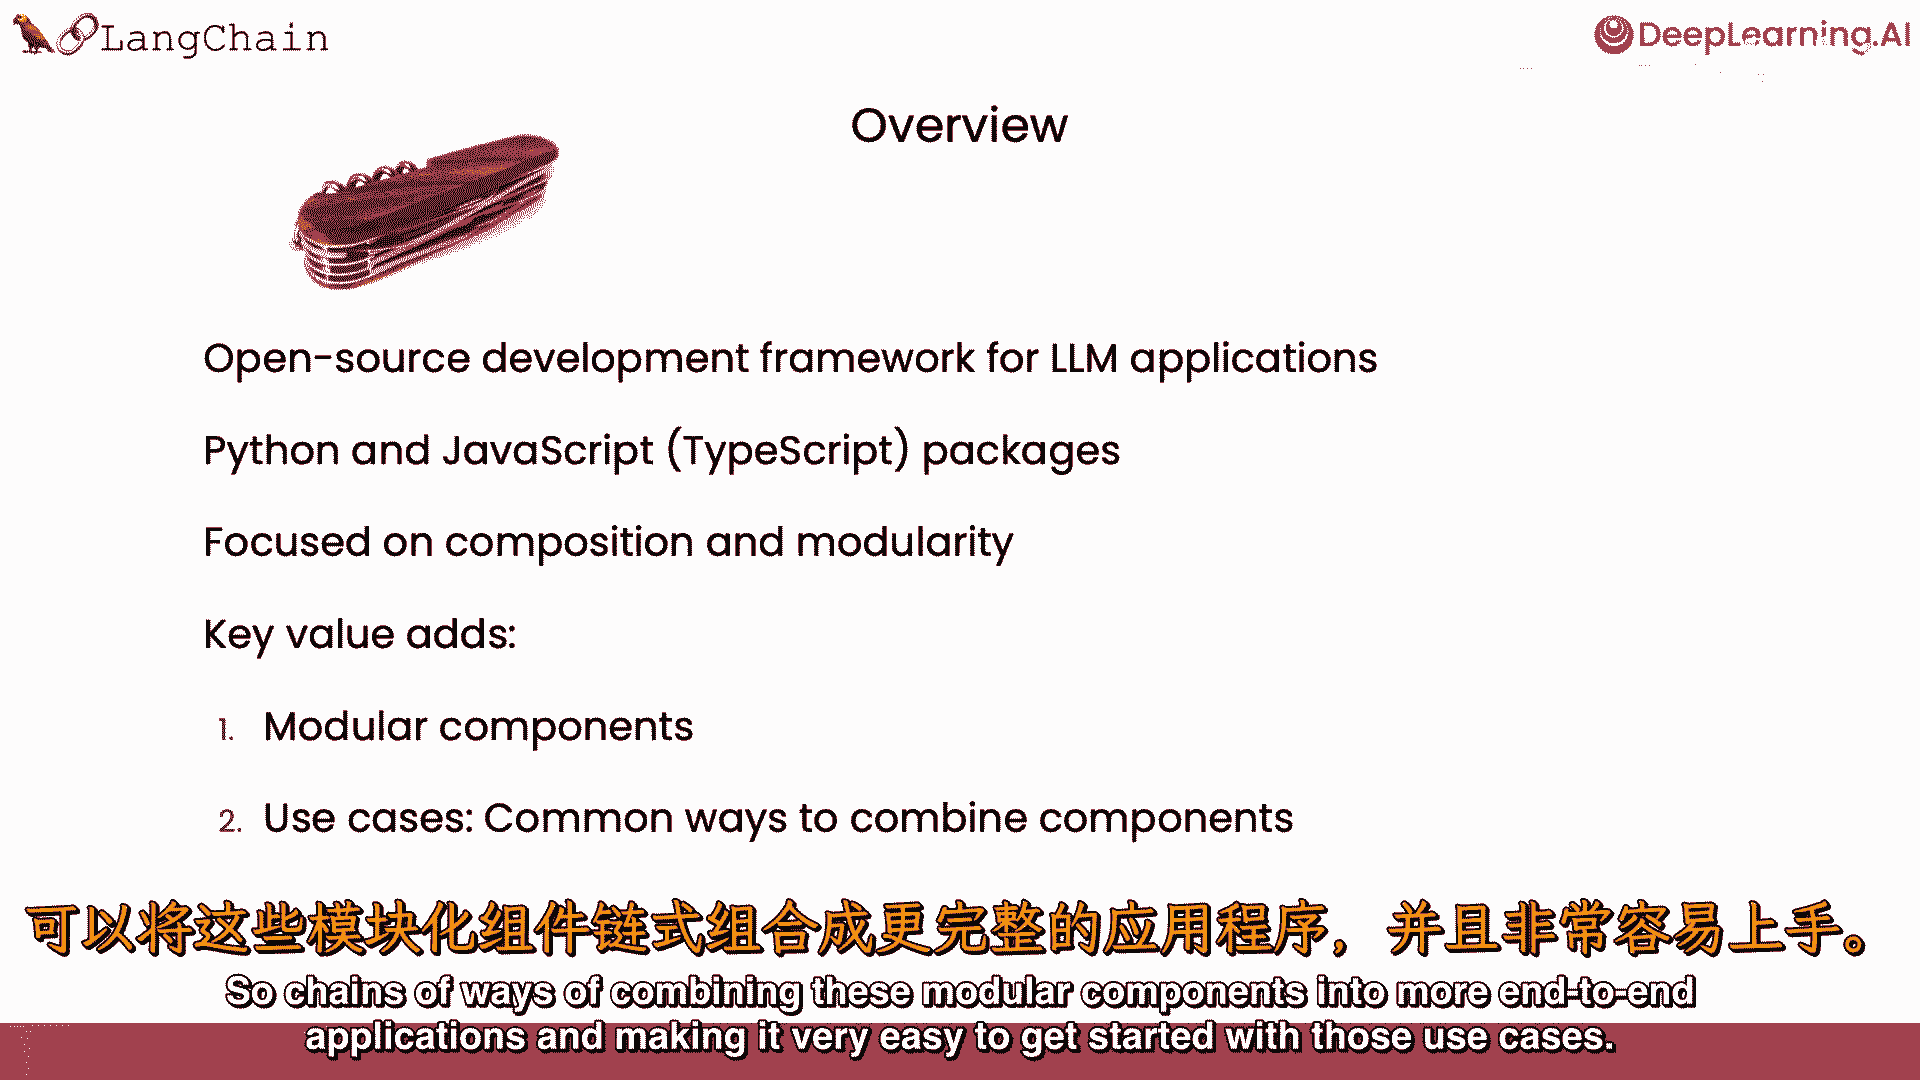 LangChain
DeepLearning.AI
Overview
Open-source development framework for LLM applications
Python and JavaScript (TypeScript) packages
Focused on composition and modularity
Key value adds:
1. Modular components
2. Use cases: Common ways to combine components
可以将这些模块化组件链式组合成更完整的应用程序，并且非常容易上手。
So chains of ways of combining these modular components into more end-to-end
applications and making it very easy to get started with those use cases.